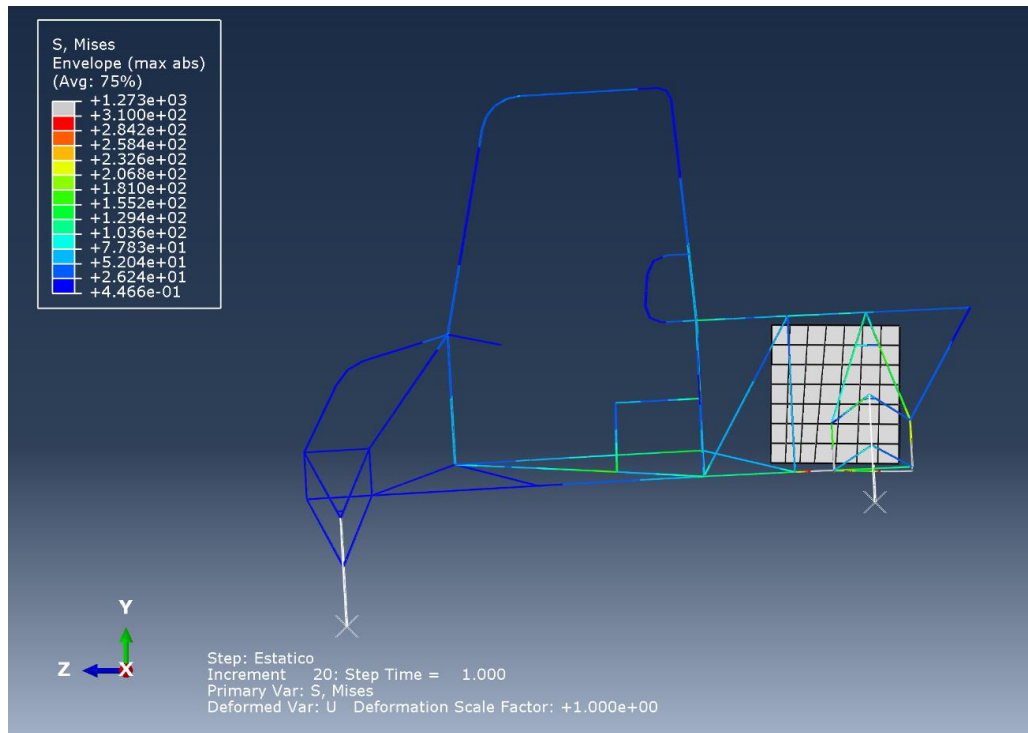 S, Mises
Envelope (max abs)
(Avg: 75%)
+1.273e+03
+3.100e+02
+2.842e+02
+2.584e+02
+2.326e+02
+2.068e+02
+1.810e+02
+1.552e+02
+1.294e+02
+1.036e+02
+7.783e+01
+5.204e+01
+2.624e+01
+4.466e-01
Y
Z X
Step: Estatico
Increment 20: Step Time = 1.000
Primary Var: S, Mises
Deformed Var: U Deformation Scale Factor: +1.000e+00